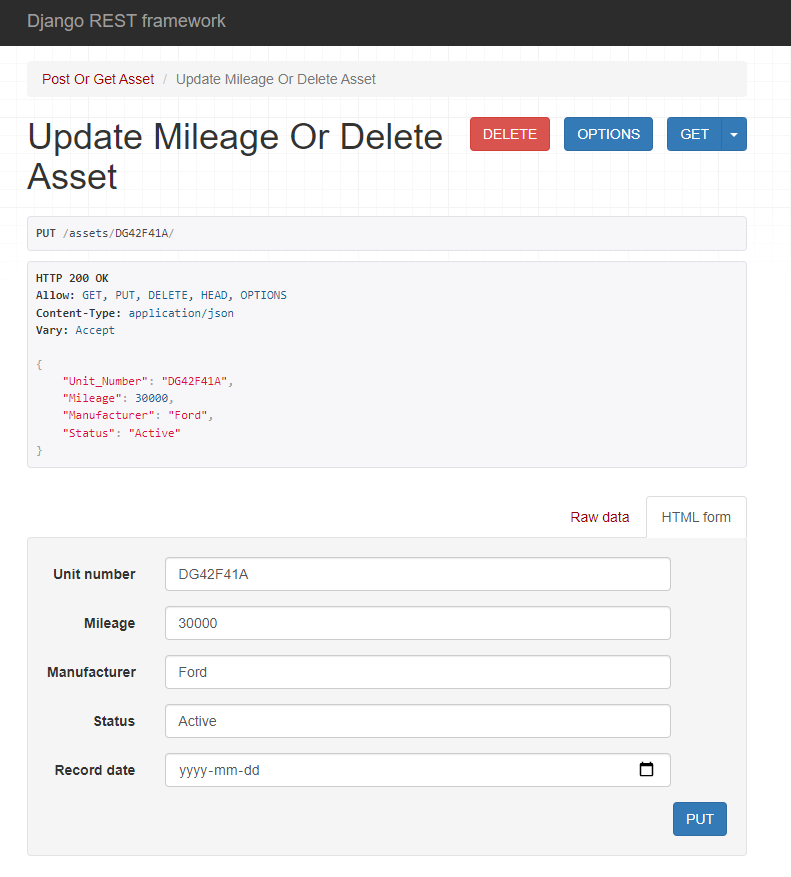 Django REST framework
Post Or Get Asset / Update Mileage Or Delete Asset
Update Mileage Or Delete
Asset
DELETE
OPTIONS
GET
PUT /assets/DG42F41A/
HTTP 200 OK
Allow: GET, PUT, DELETE, HEAD, OPTIONS
Content-Type: application/json
Vary: Accept
{
"Unit_Number": "DG42F41A",
"Mileage": 30000,
"Manufacturer": "Ford",
"Status": "Active"
}
Raw data
HTML form
Unit number DG42F41A
Mileage 30000
Manufacturer Ford
Status Active
Record date yyyy-mm-dd
PUT